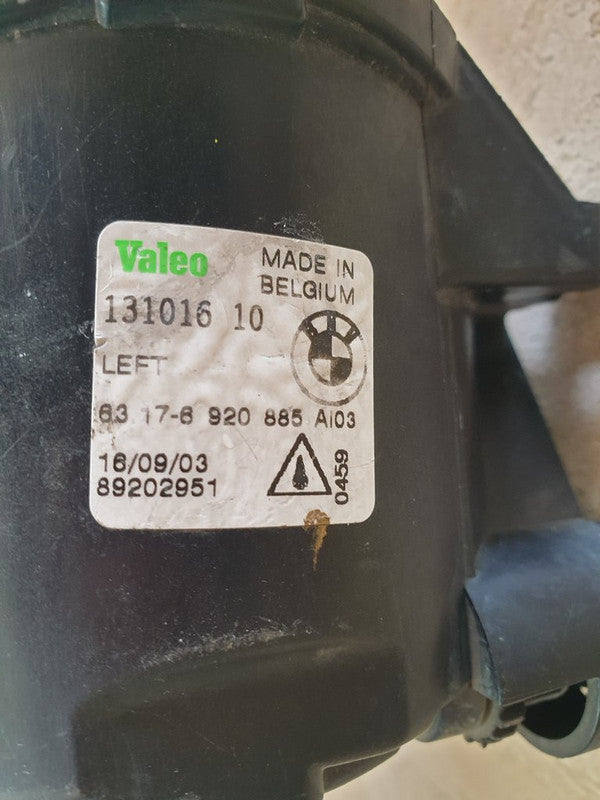 Valeo
MADE IN
BELGIUM
131016 10
LEFT
63 17-6 920 885 AI03
16/09/03
89202951
0459